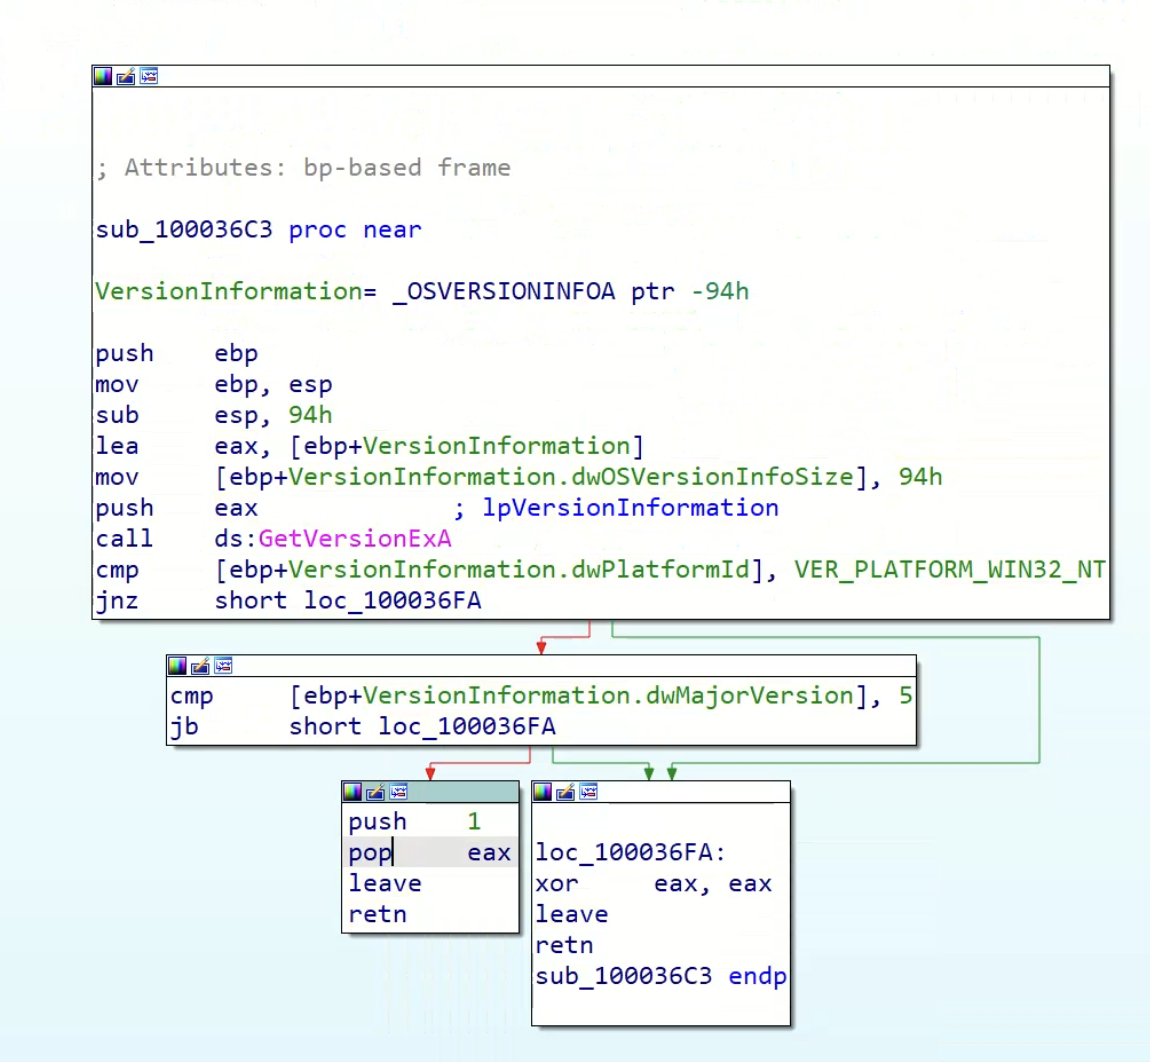 ; Attributes: bp-based frame
sub_100036C3 proc near
VersionInformation= _OSVERSIONINFOA ptr -94h
push ebp
mov ebp, esp
sub esp, 94h
lea eax, [ebp+VersionInformation]
mov [ebp+VersionInformation.dwOSVersionInfoSize], 94h
push eax ; lpVersionInformation
call ds:GetVersionExA
cmp [ebp+VersionInformation.dwPlatformId], VER_PLATFORM_WIN32_NT
jnz short loc_100036FA
cmp [ebp+VersionInformation.dwMajorVersion], 5
jb short loc_100036FA
push 1
pop eax
leave
retn
loc_100036FA:
xor eax, eax
leave
retn
sub_100036C3 endp